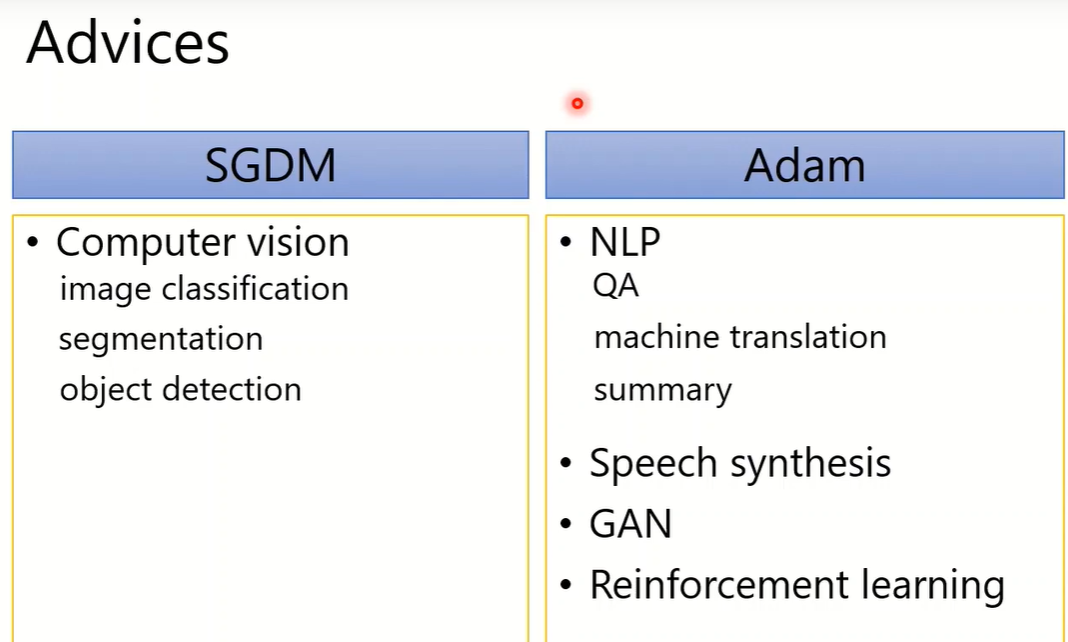 Advices
SGDM
• Computer vision
image classification
segmentation
object detection
Adam
• NLP
QA
machine translation
summary
• Speech synthesis
• GAN
• Reinforcement learning